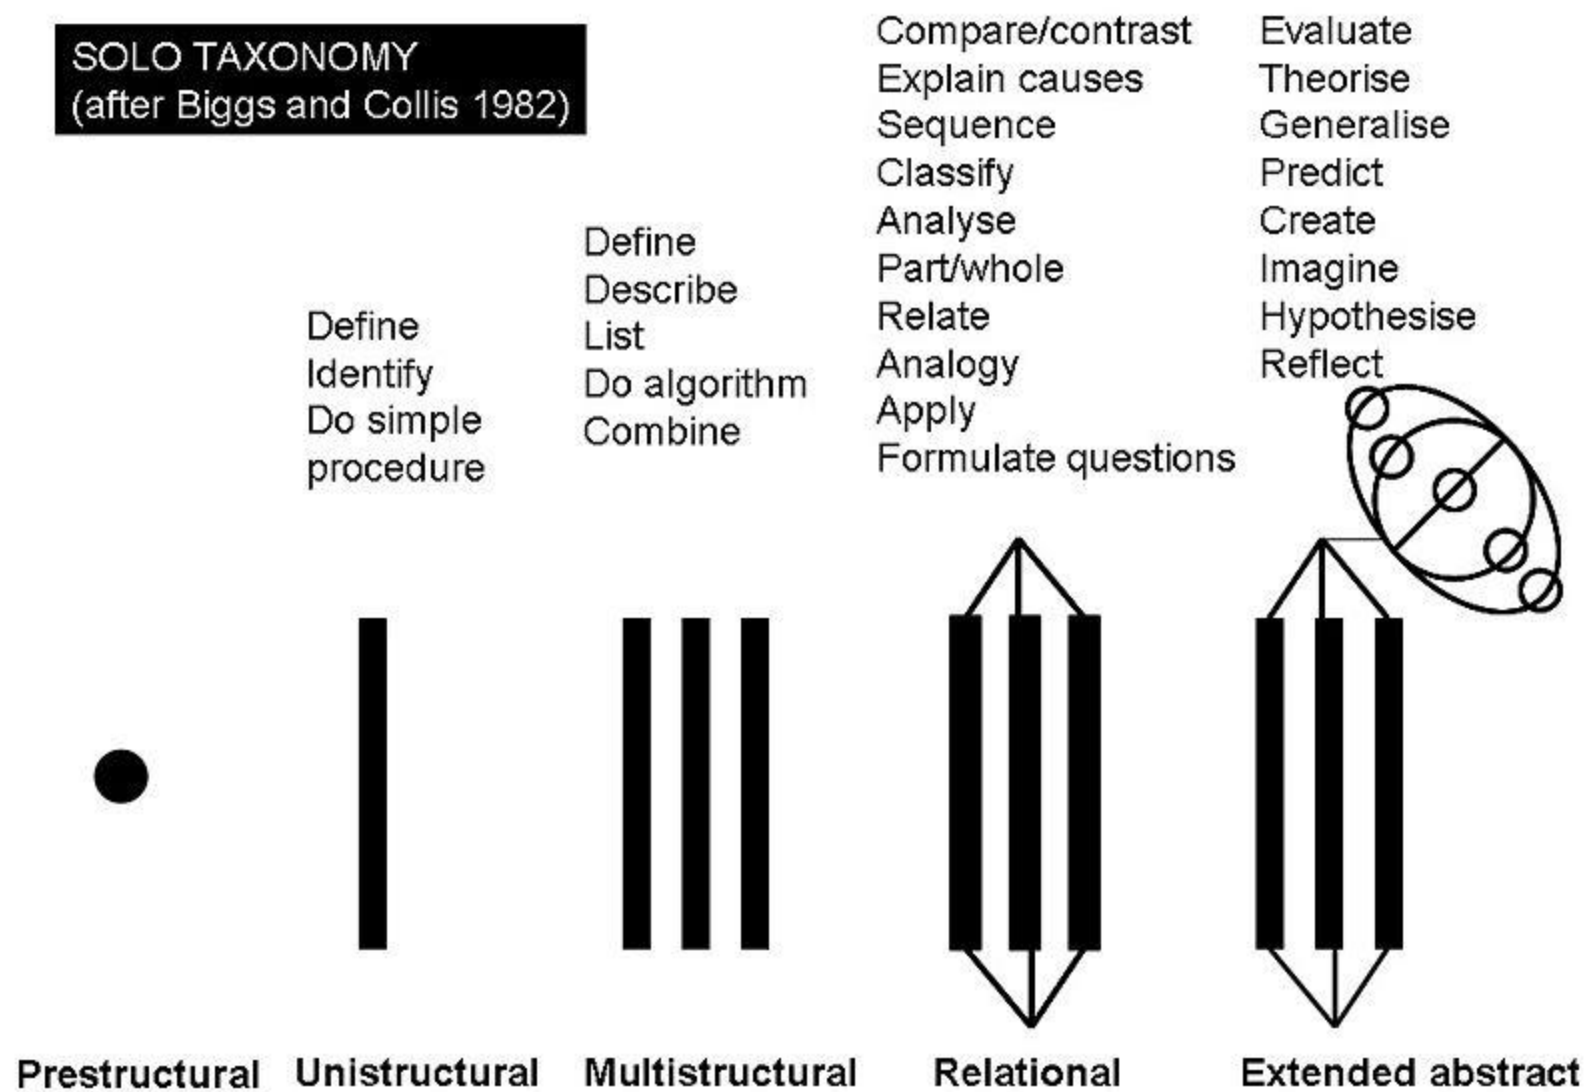 SOLO TAXONOMY
(after Biggs and Collis 1982)
Define
Identify
Do simple
procedure
Define
Describe
List
Do algorithm
Combine
Compare/contrast
Explain causes
Sequence
Classify
Analyse
Part/whole
Relate
Analogy
Apply
Formulate questions
Evaluate
Theorise
Generalise
Predict
Create
Imagine
Hypothesise
Reflect
Prestructural
Unistructural
Multistructural
Relational
Extended abstract